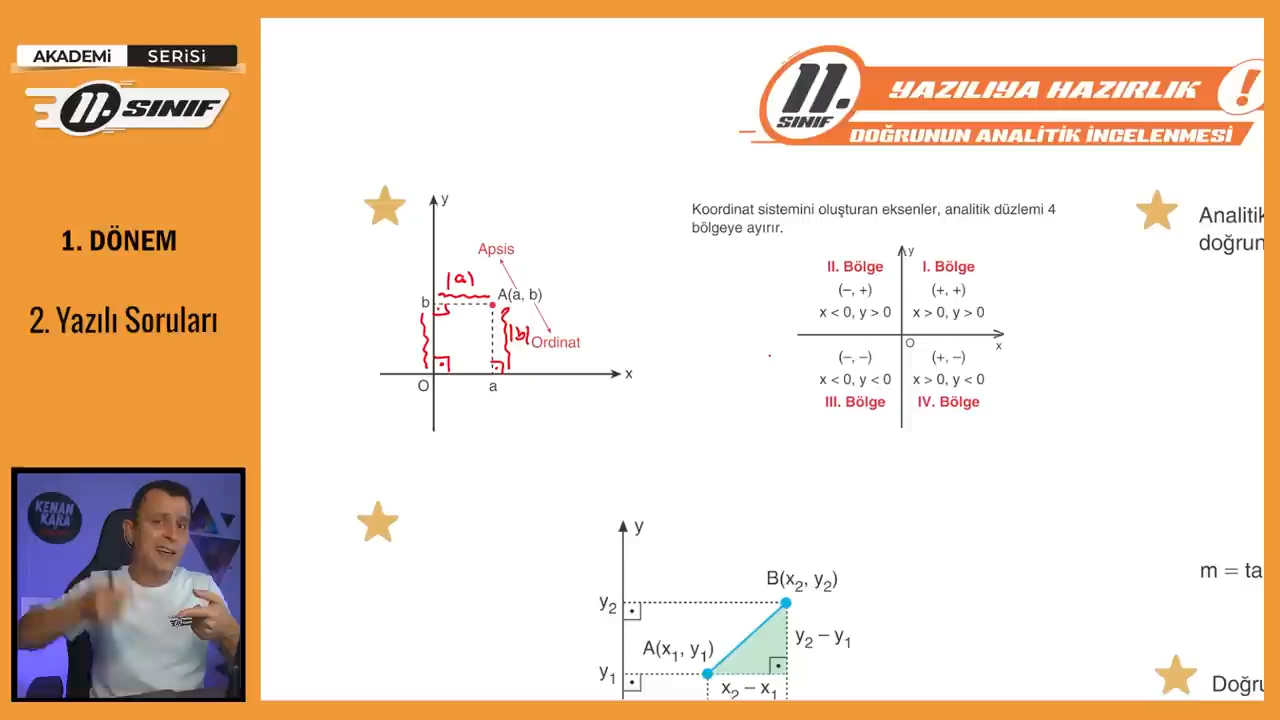 AKADEMİ SERİSİ
11. SINIF
1. DÖNEM
2. Yazılı Soruları
KENAN
KARA
11.
SINIF
YAZILIYA HAZIRLIK !
DOĞRUNUN ANALİTİK İNCELENMESİ
y
Apsis
|a|
b
A(a, b)
|b|
Ordinat
O
a
x
Koordinat sistemini oluşturan eksenler, analitik düzlemi 4
bölgeye ayırır.
y
II. Bölge
I. Bölge
(–, +)
(+, +)
x < 0, y > 0
x > 0, y > 0
O
x
(–, –)
(+, –)
x < 0, y < 0
x > 0, y < 0
III. Bölge
IV. Bölge
Analitik
doğrun
y
B(x2, y2)
y2
y2 – y1
A(x1, y1)
y1
x2 – x1
m = ta
Doğru